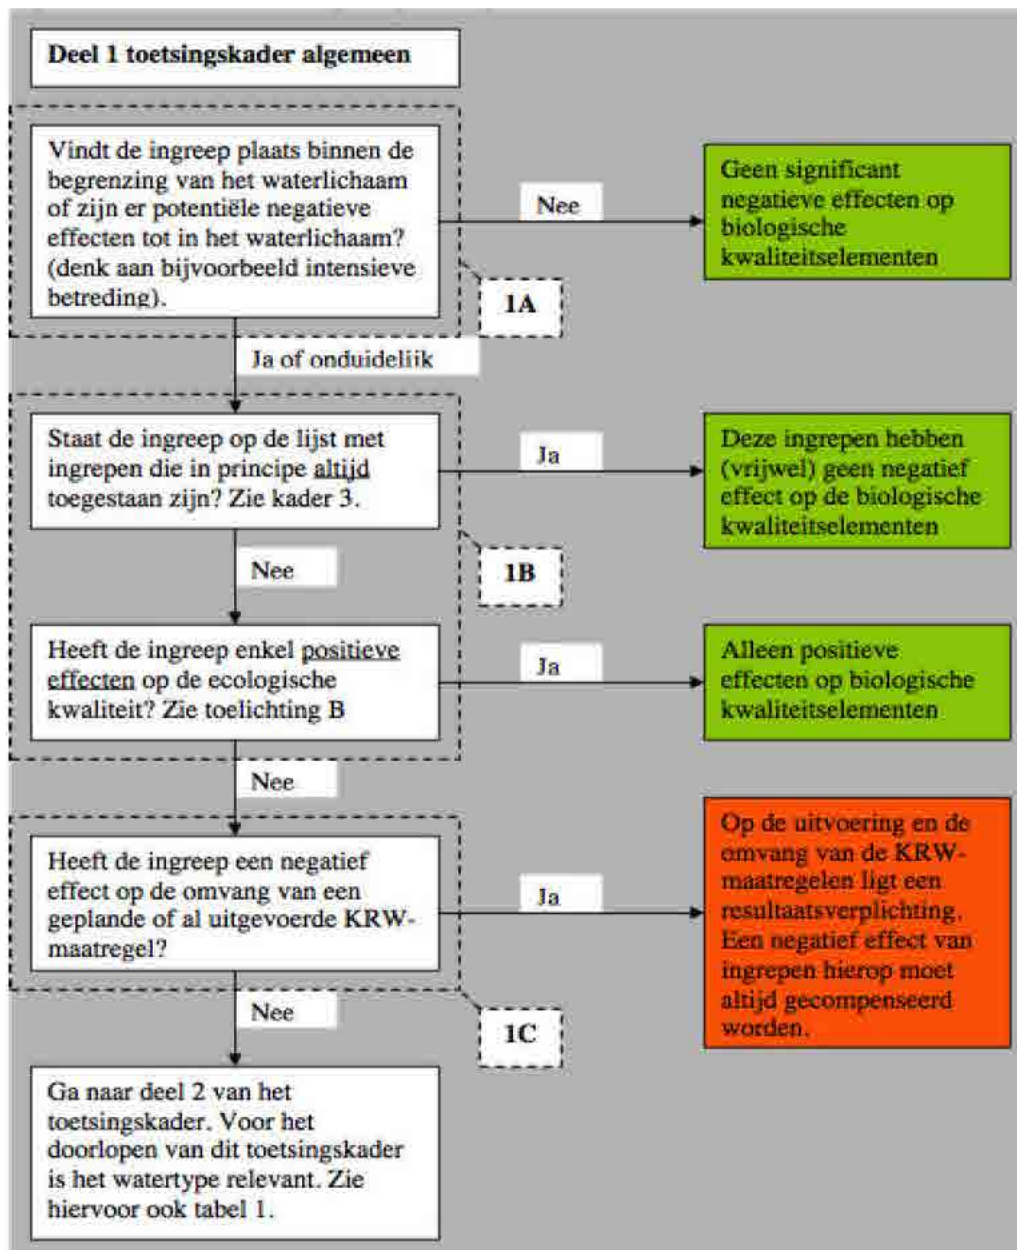 Deel 1 toetsingskader algemeen
Vindt de ingreep plaats binnen de
begrenzing van het waterlichaam
of zijn er potentiële negatieve
effecten tot in het waterlichaam?
(denk aan bijvoorbeeld intensieve
betreding).
Nee
Geen significant
negatieve effecten op
biologische
kwaliteitselementen
1A
Ja of onduidelijk
Staat de ingreep op de lijst met
ingrepen die in principe altijd
toegestaan zijn? Zie kader 3.
Ja
Deze ingrepen hebben
(vrijwel) geen negatief
effect op de biologische
kwaliteitselementen
Nee
1B
Heeft de ingreep enkel positieve
effecten op de ecologische
kwaliteit? Zie toelichting B
Ja
Alleen positieve
effecten op biologische
kwaliteitselementen
Nee
Heeft de ingreep een negatief
effect op de omvang van een
geplande of al uitgevoerde KRW-
maatregel?
Ja
Op de uitvoering en de
omvang van de KRW-
maatregelen ligt een
resultaatsverplichting.
Een negatief effect van
ingrepen hierop moet
altijd gecompenseerd
worden.
Nee
1C
Ga naar deel 2 van het
toetsingskader. Voor het
doorlopen van dit toetsingskader
is het watertype relevant. Zie
hiervoor ook tabel 1.